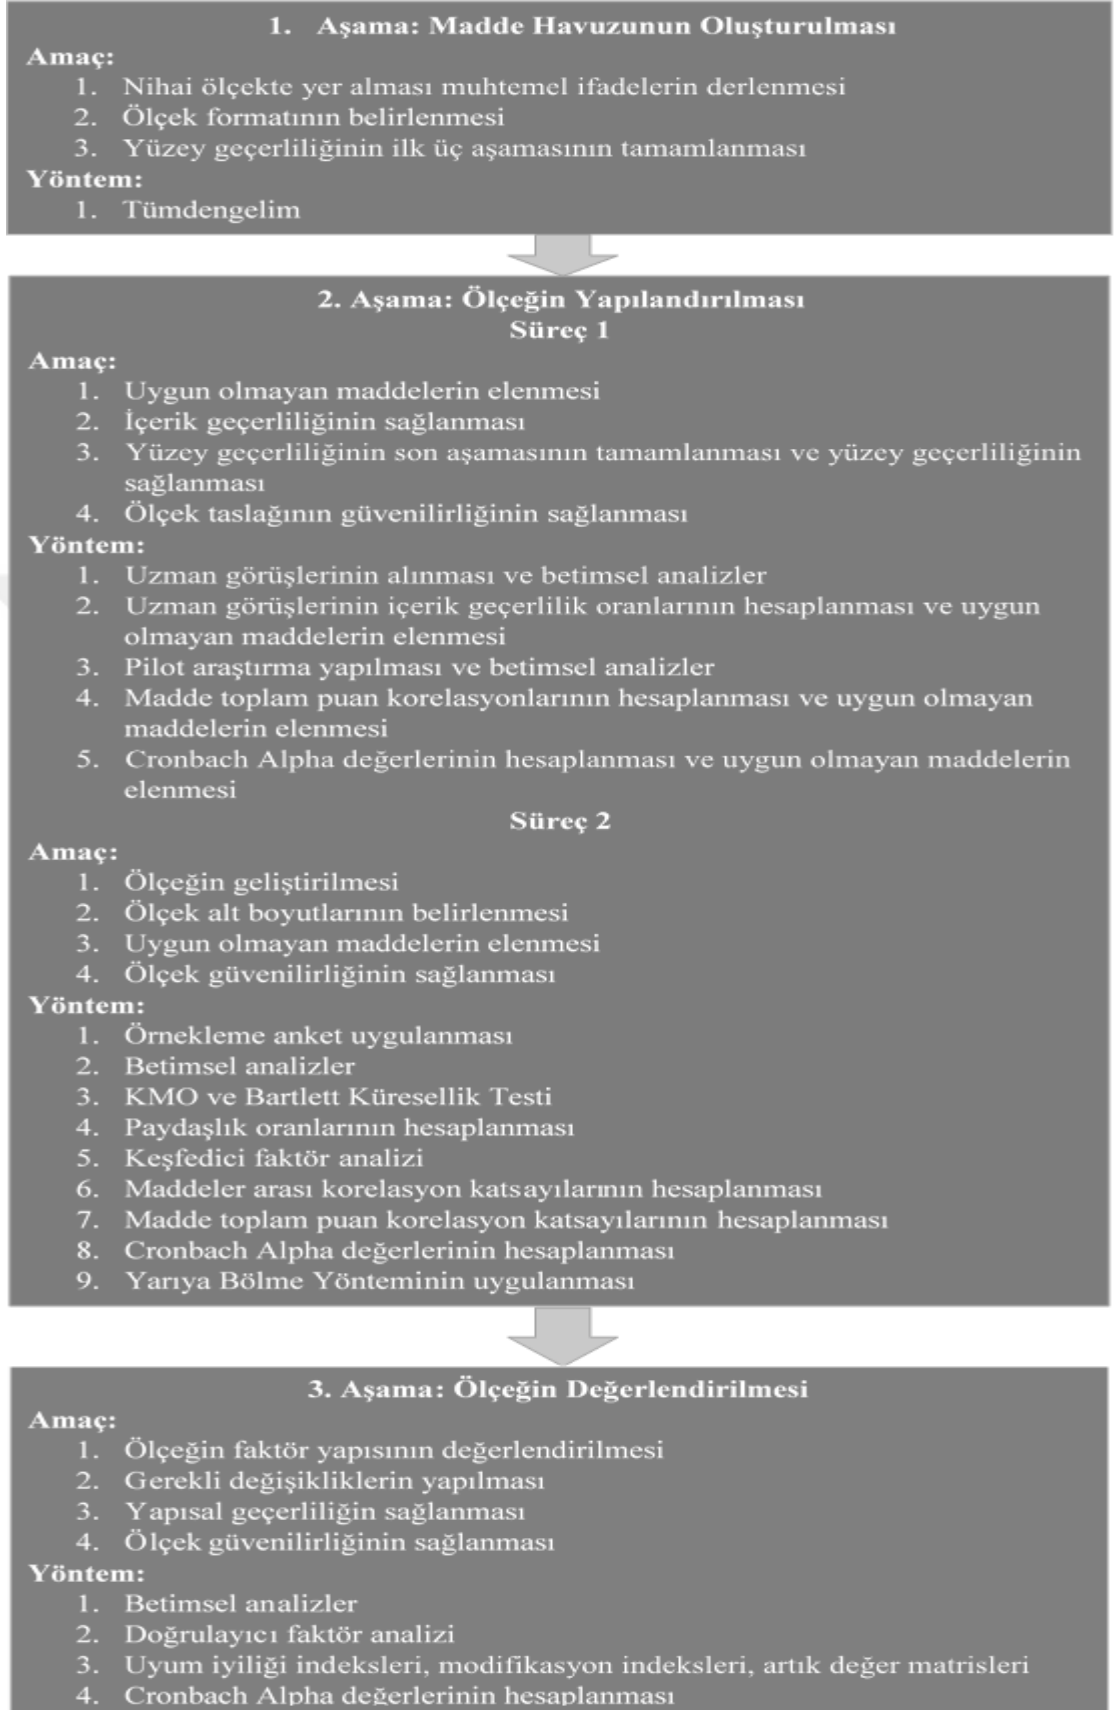 1. Aşama: Madde Havuzunun Oluşturulması
Amaç:
1. Nihai ölçekte yer alması muhtemel ifadelerin derlenmesi
2. Ölçek formatının belirlenmesi
3. Yüzey geçerliliğinin ilk üç aşamasının tamamlanması
Yöntem:
1. Tümdengelim
2. Aşama: Ölçeğin Yapılandırılması
Süreç 1
Amaç:
1. Uygun olmayan maddelerin elenmesi
2. İçerik geçerliliğinin sağlanması
3. Yüzey geçerliliğinin son aşamasının tamamlanması ve yüzey geçerliliğinin
sağlanması
4. Ölçek taslağının güvenilirliğinin sağlanması
Yöntem:
1. Uzman görüşlerinin alınması ve betimsel analizler
2. Uzman görüşlerinin içerik geçerlilik oranlarının hesaplanması ve uygun
olmayan maddelerin elenmesi
3. Pilot araştırma yapılması ve betimsel analizler
4. Madde toplam puan korelasyonlarının hesaplanması ve uygun olmayan
maddelerin elenmesi
5. Cronbach Alpha değerlerinin hesaplanması ve uygun olmayan maddelerin
elenmesi
Süreç 2
Amaç:
1. Ölçeğin geliştirilmesi
2. Ölçek alt boyutlarının belirlenmesi
3. Uygun olmayan maddelerin elenmesi
4. Ölçek güvenilirliğinin sağlanması
Yöntem:
1. Örnekleme anket uygulanması
2. Betimsel analizler
3. KMO ve Bartlett Küresellik Testi
4. Paydaşlık oranlarının hesaplanması
5. Keşfedici faktör analizi
6. Maddeler arası korelasyon katsayılarının hesaplanması
7. Madde toplam puan korelasyon katsayılarının hesaplanması
8. Cronbach Alpha değerlerinin hesaplanması
9. Yarıya Bölme Yönteminin uygulanması
3. Aşama: Ölçeğin Değerlendirilmesi
Amaç:
1. Ölçeğin faktör yapısının değerlendirilmesi
2. Gerekli değişikliklerin yapılması
3. Yapısal geçerliliğin sağlanması
4. Ölçek güvenilirliğinin sağlanması
Yöntem:
1. Betimsel analizler
2. Doğrulayıcı faktör analizi
3. Uyum iyiliği indeksleri, modifikasyon indeksleri, artık değer matrisleri
4. Cronbach Alpha değerlerinin hesaplanması